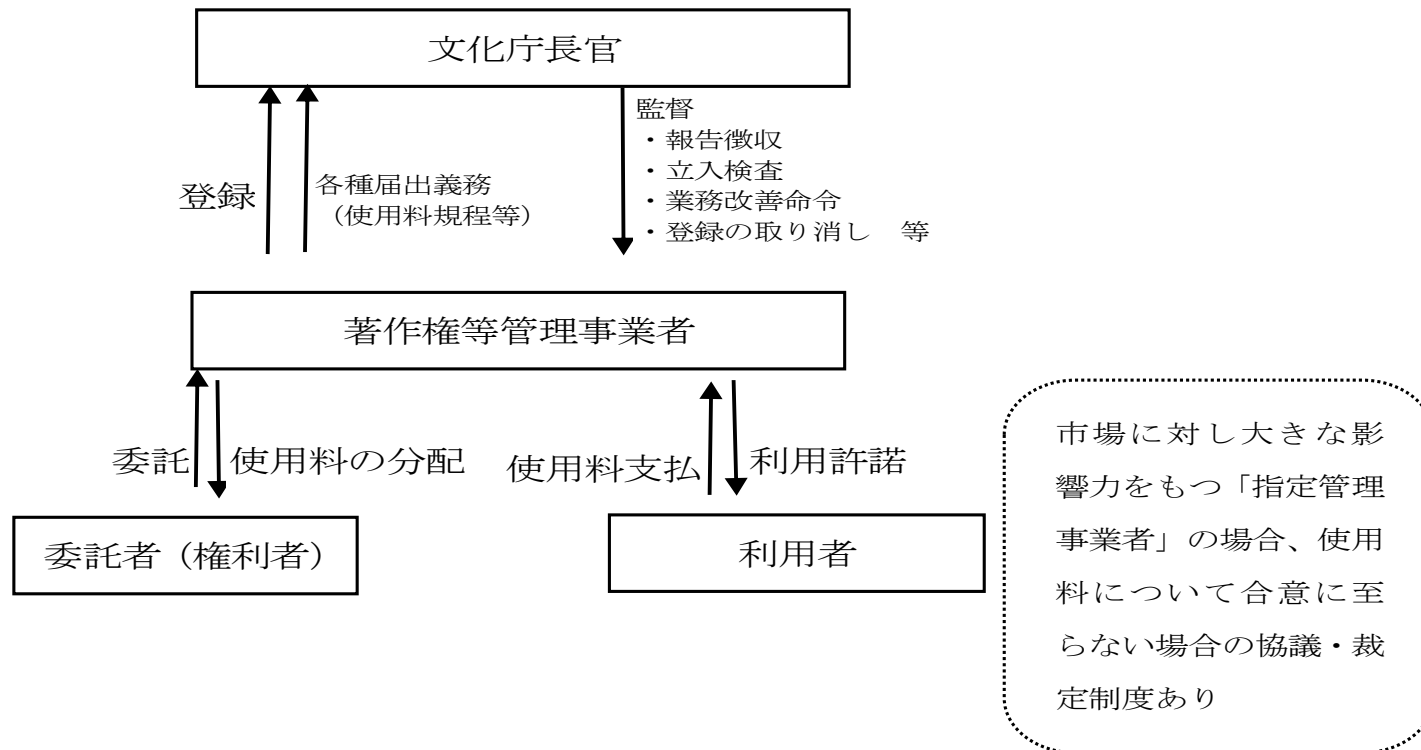 文化庁長官
監督
・報告徴収
・立入検査
・業務改善命令
・登録の取り消し　等
登録
各種届出義務
（使用料規程等）
著作権等管理事業者
委託
使用料の分配
使用料支払
利用許諾
委託者（権利者）
利用者
市場に対し大きな影
響力をもつ「指定管理
事業者」の場合、使用
料について合意に至
らない場合の協議・裁
定制度あり